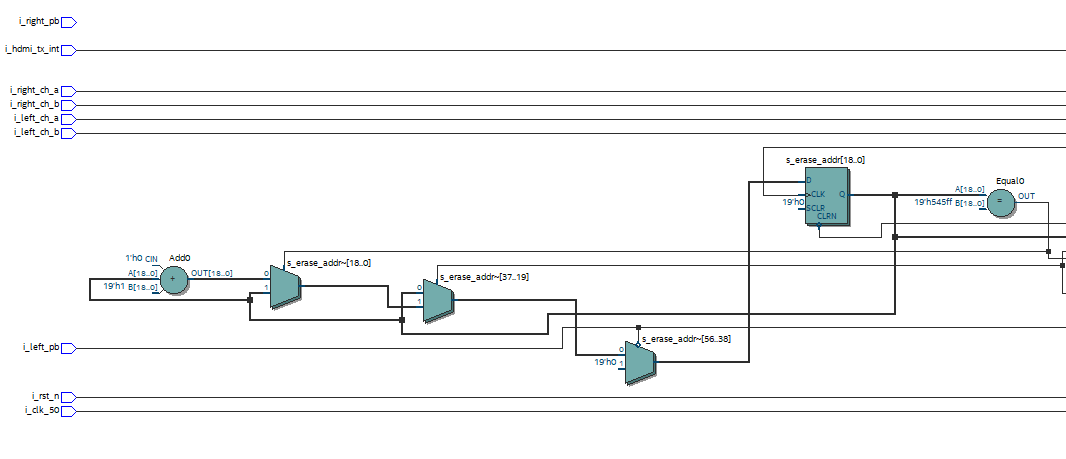 i_right_pb
i_hdmi_tx_int
i_right_ch_a
i_right_ch_b
i_left_ch_a
i_left_ch_b
s_erase_addr[18..0]
D
CLK
Q
19'h0
SCLR
CLRN
Equal0
A[18..0]
19'h545ff B[18..0]
=
OUT
1'h0 CIN
Add0
A[18..0]
19'h1 B[18..0]
+
OUT[18..0]
s_erase_addr~[18..0]
0
1
s_erase_addr~[37..19]
0
1
i_left_pb
s_erase_addr~[56..38]
0
19'h0 1
i_rst_n
i_clk_50